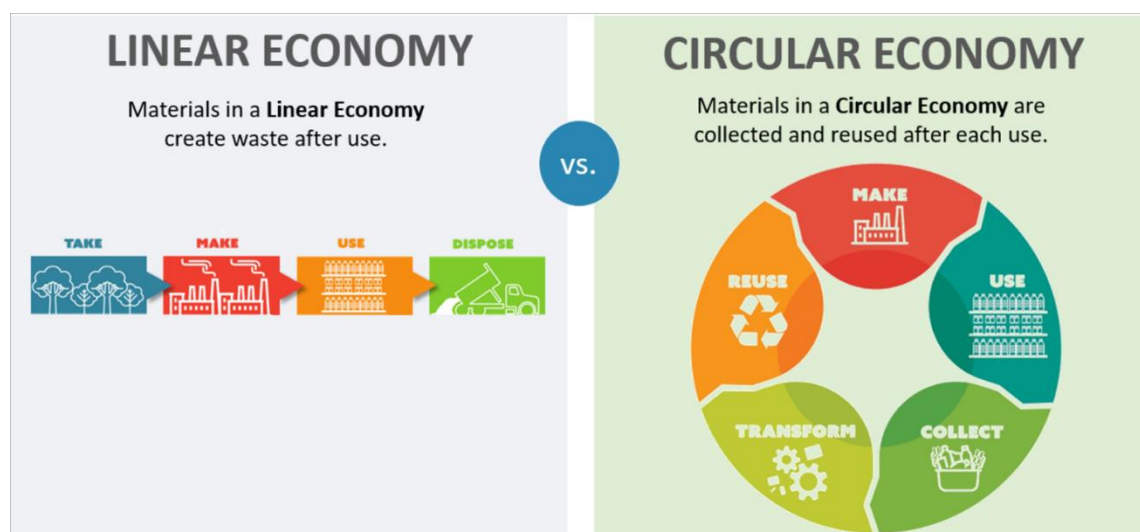 LINEAR ECONOMY
Materials in a Linear Economy
create waste after use.
TAKE
MAKE
USE
DISPOSE
vs.
CIRCULAR ECONOMY
Materials in a Circular Economy are
collected and reused after each use.
MAKE
USE
COLLECT
TRANSFORM
REUSE